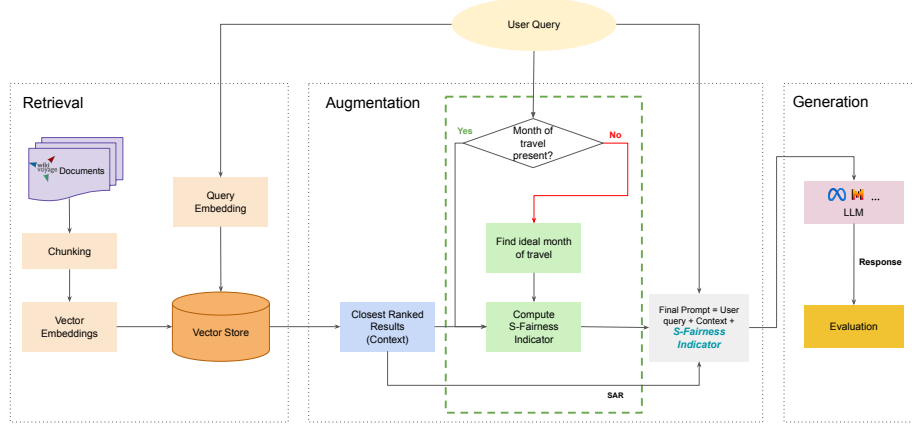 User Query
Retrieval
Augmentation
Generation
Yes
Month of
travel
present?
No
wiki
voyage
Documents
Query
Embedding
M ...
LLM
Chunking
Find ideal month
of travel
Response
Vector
Embeddings
Vector Store
Closest Ranked
Results
(Context)
Compute
S-Fairness
Indicator
Final Prompt = User
query + Context +
S-Fairness
Indicator
Evaluation
SAR